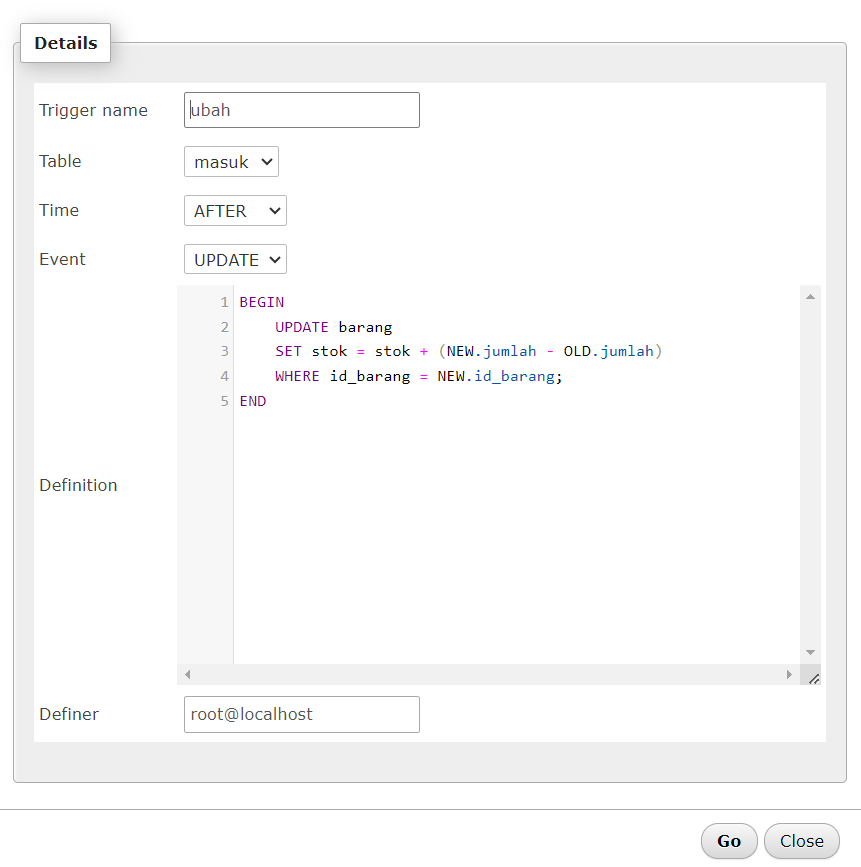 Details
Trigger name ubah
Table masuk
Time AFTER
Event UPDATE
Definition
1 BEGIN
2     UPDATE barang
3     SET stok = stok + (NEW.jumlah - OLD.jumlah)
4     WHERE id_barang = NEW.id_barang;
5 END
Definer root@localhost
Go Close